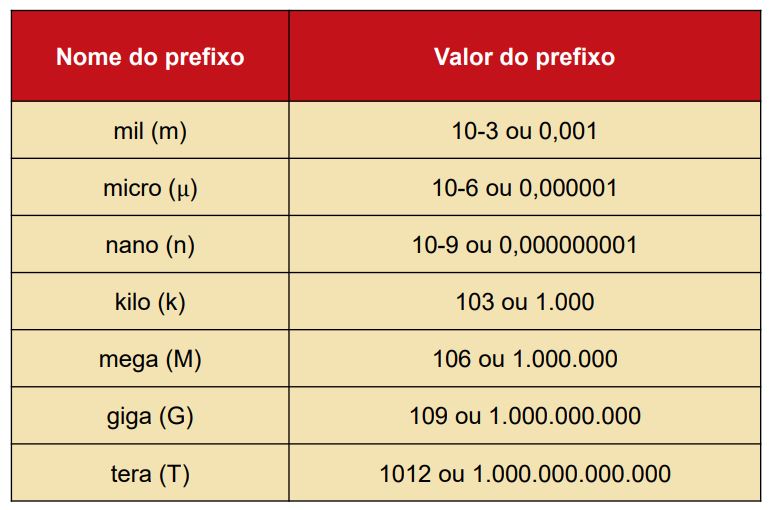 Nome do prefixo Valor do prefixo
mil (m) 10-3 ou 0,001
micro (μ) 10-6 ou 0,000001
nano (n) 10-9 ou 0,000000001
kilo (k) 103 ou 1.000
mega (M) 106 ou 1.000.000
giga (G) 109 ou 1.000.000.000
tera (T) 1012 ou 1.000.000.000.000